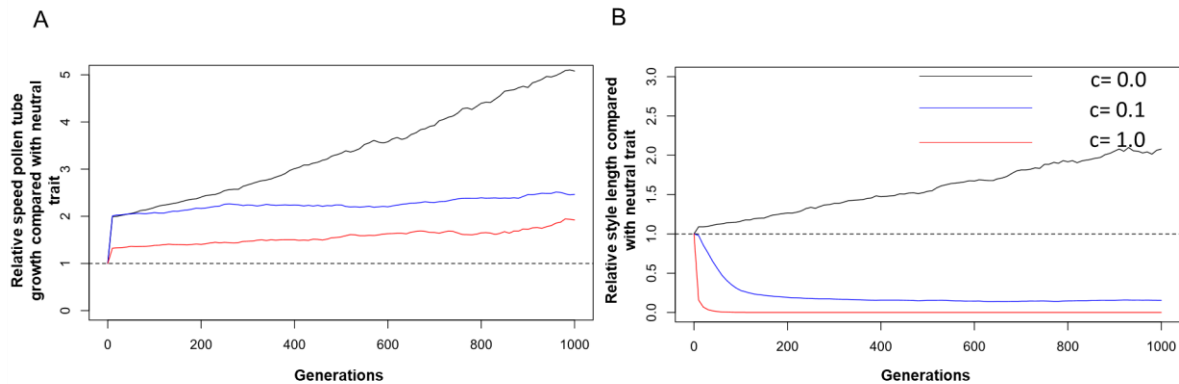 A
Relative speed pollen tube
growth compared with neutral
trait
5
4
3
2
1
0
0 200 400 600 800 1000
Generations
B
Relative style length compared
with neutral trait
3.0
2.5
2.0
1.5
1.0
0.5
0.0
0 200 400 600 800 1000
Generations
c= 0.0
c= 0.1
c= 1.0